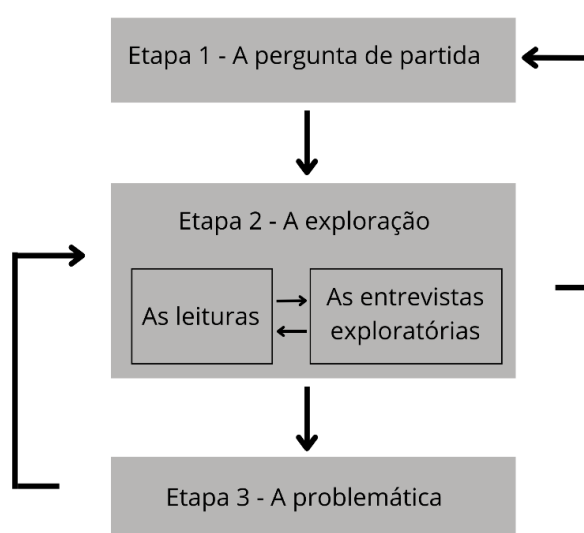 Etapa 1 - A pergunta de partida
Etapa 2 - A exploração
As leituras
As entrevistas
exploratórias
Etapa 3 - A problemática